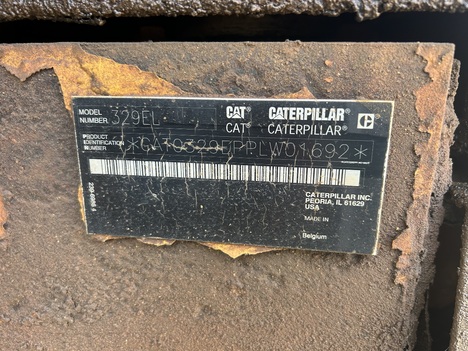 MODEL
NUMBER
329EL
CAT CATERPILLAR
CAT CATERPILLAR
PRODUCT
IDENTIFICATION
NUMBER
CATERPILLAR INC.
PEORIA, IL 61629
USA
MADE IN
Belgium